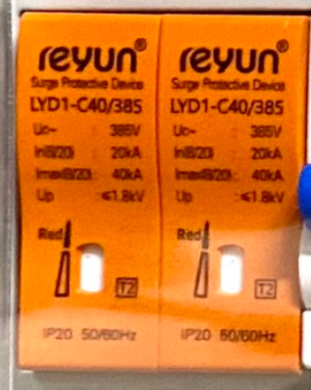 reyun®
Surge Protective Device
LYD1-C40/385
Uc~ : 385V
In(8/20) : 20kA
Imax(8/20): 40kA
Up : ≤1.8kV
Red
T2
IP20 50/60Hz
reyun®
Surge Protective Device
LYD1-C40/385
Uc~ : 385V
In(8/20) : 20kA
Imax(8/20): 40kA
Up : ≤1.8kV
Red
T2
IP20 50/60Hz